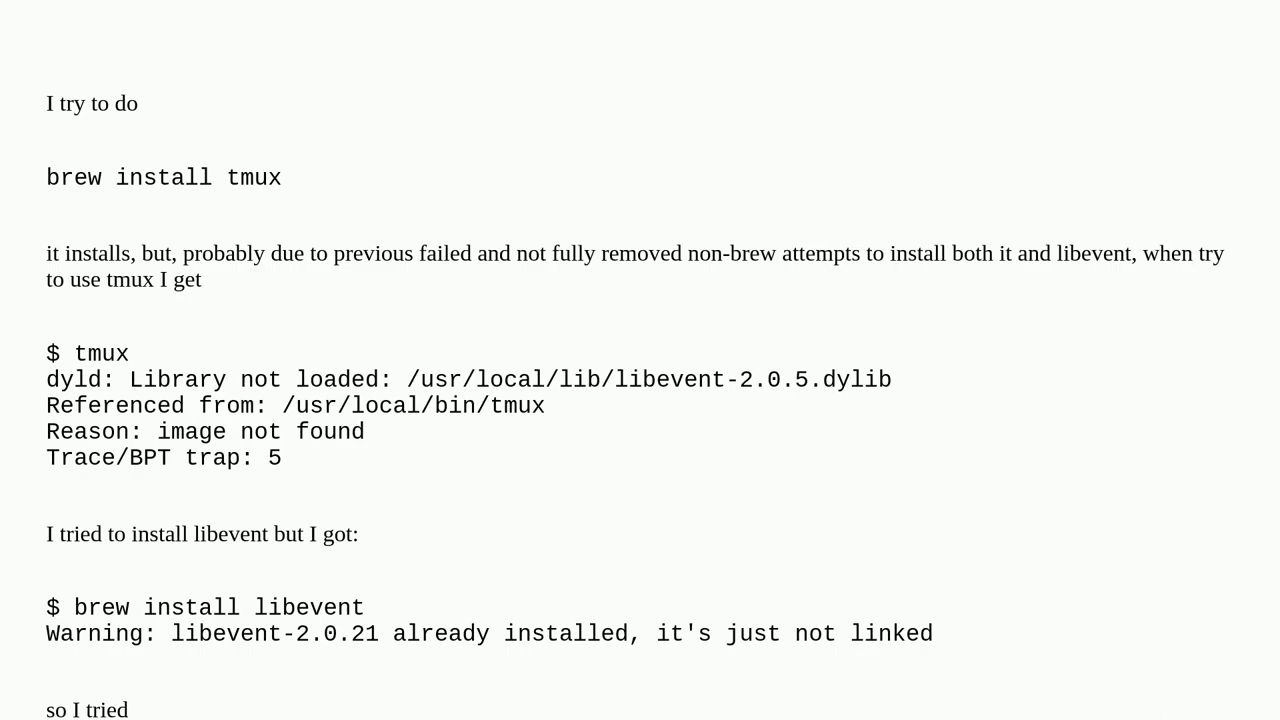 I try to do
brew install tmux
it installs, but, probably due to previous failed and not fully removed non-brew attempts to install both it and libevent, when try
to use tmux I get
$ tmux
dyld: Library not loaded: /usr/local/lib/libevent-2.0.5.dylib
Referenced from: /usr/local/bin/tmux
Reason: image not found
Trace/BPT trap: 5
I tried to install libevent but I got:
$ brew install libevent
Warning: libevent-2.0.21 already installed, it's just not linked
so I tried